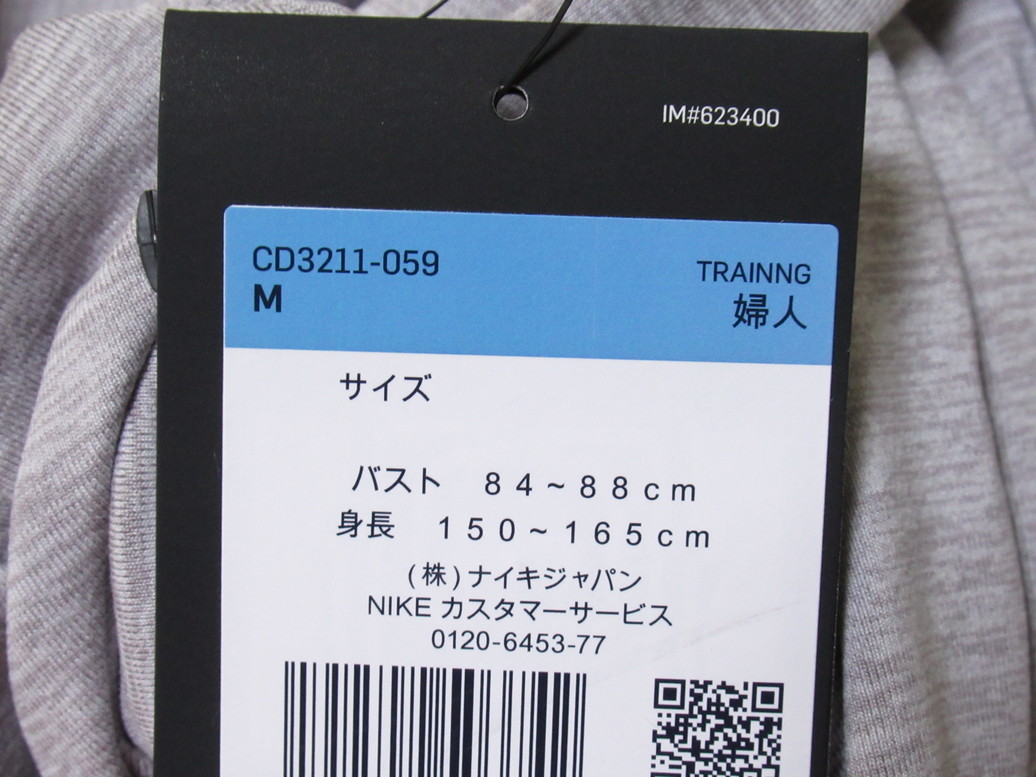 IM#623400
CD3211-059
TRAINNG
M
婦人
サイズ
バスト 84~88cm
身長 150~165cm
(株)ナイキジャパン
NIKE カスタマーサービス
0120-6453-77